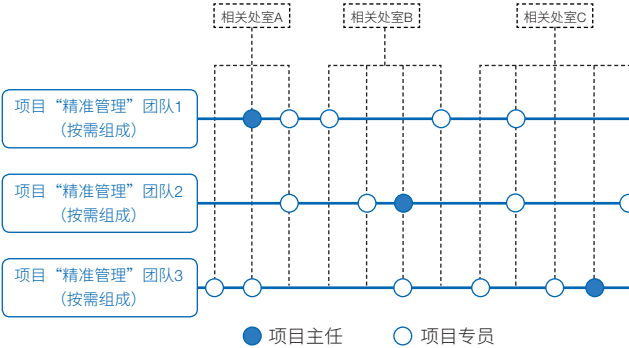 相关处室A
相关处室B
相关处室C
项目“精准管理”团队1
（按需组成）
项目“精准管理”团队2
（按需组成）
项目“精准管理”团队3
（按需组成）
项目主任
项目专员